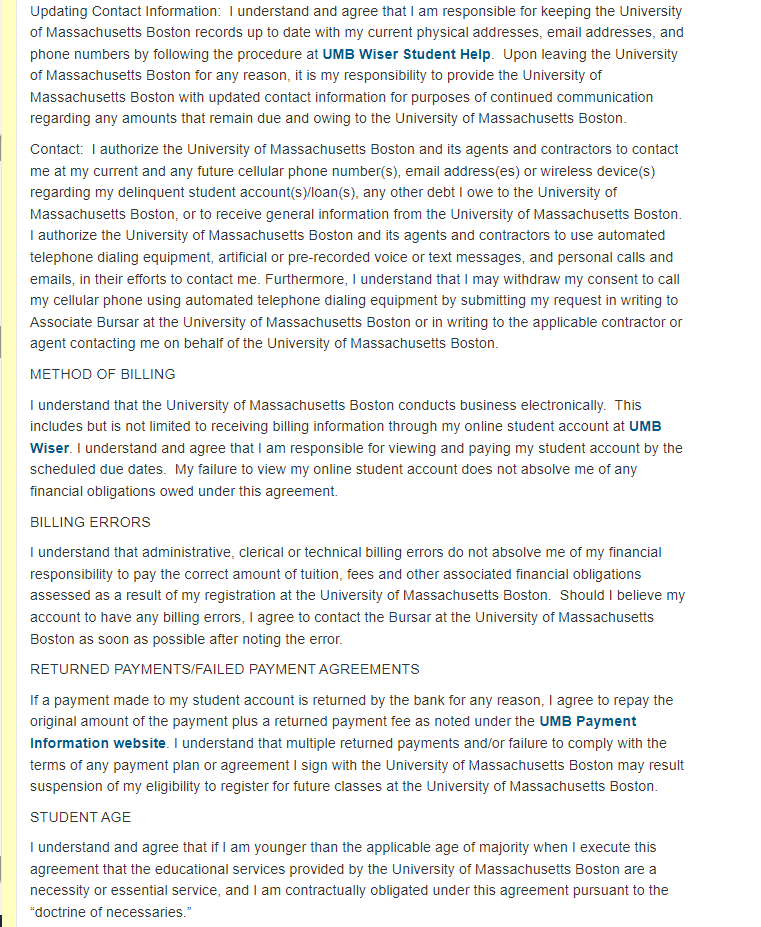 Updating Contact Information:  I understand and agree that I am responsible for keeping the University
of Massachusetts Boston records up to date with my current physical addresses, email addresses, and
phone numbers by following the procedure at UMB Wiser Student Help.  Upon leaving the University
of Massachusetts Boston for any reason, it is my responsibility to provide the University of
Massachusetts Boston with updated contact information for purposes of continued communication
regarding any amounts that remain due and owing to the University of Massachusetts Boston.
Contact:  I authorize the University of Massachusetts Boston and its agents and contractors to contact
me at my current and any future cellular phone number(s), email address(es) or wireless device(s)
regarding my delinquent student account(s)/loan(s), any other debt I owe to the University of
Massachusetts Boston, or to receive general information from the University of Massachusetts Boston.
I authorize the University of Massachusetts Boston and its agents and contractors to use automated
telephone dialing equipment, artificial or pre-recorded voice or text messages, and personal calls and
emails, in their efforts to contact me. Furthermore, I understand that I may withdraw my consent to call
my cellular phone using automated telephone dialing equipment by submitting my request in writing to
Associate Bursar at the University of Massachusetts Boston or in writing to the applicable contractor or
agent contacting me on behalf of the University of Massachusetts Boston.
METHOD OF BILLING
I understand that the University of Massachusetts Boston conducts business electronically.  This
includes but is not limited to receiving billing information through my online student account at UMB
Wiser. I understand and agree that I am responsible for viewing and paying my student account by the
scheduled due dates.  My failure to view my online student account does not absolve me of any
financial obligations owed under this agreement.
BILLING ERRORS
I understand that administrative, clerical or technical billing errors do not absolve me of my financial
responsibility to pay the correct amount of tuition, fees and other associated financial obligations
assessed as a result of my registration at the University of Massachusetts Boston.  Should I believe my
account to have any billing errors, I agree to contact the Bursar at the University of Massachusetts
Boston as soon as possible after noting the error.
RETURNED PAYMENTS/FAILED PAYMENT AGREEMENTS
If a payment made to my student account is returned by the bank for any reason, I agree to repay the
original amount of the payment plus a returned payment fee as noted under the UMB Payment
Information website. I understand that multiple returned payments and/or failure to comply with the
terms of any payment plan or agreement I sign with the University of Massachusetts Boston may result
suspension of my eligibility to register for future classes at the University of Massachusetts Boston.
STUDENT AGE
I understand and agree that if I am younger than the applicable age of majority when I execute this
agreement that the educational services provided by the University of Massachusetts Boston are a
necessity or essential service, and I am contractually obligated under this agreement pursuant to the
“doctrine of necessaries.”